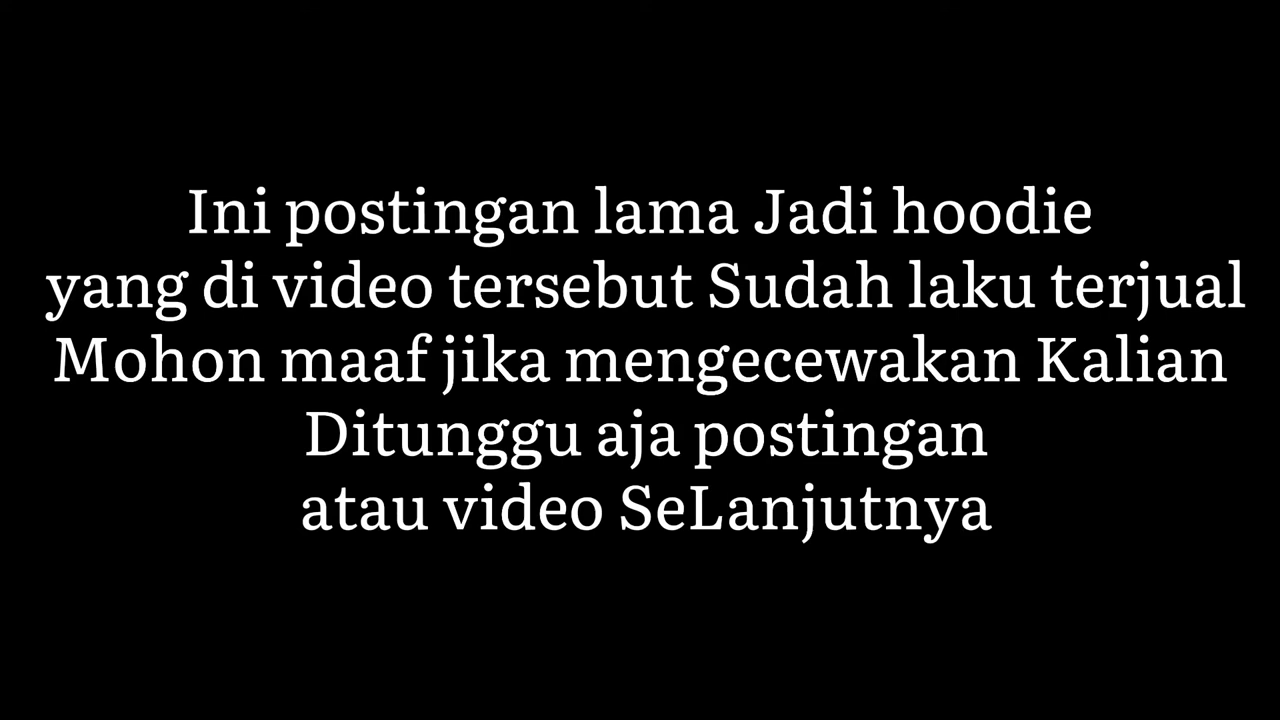 Ini postingan lama Jadi hoodie
yang di video tersebut Sudah laku terjual
Mohon maaf jika mengecewakan Kalian
Ditunggu aja postingan
atau video SeLanjutnya